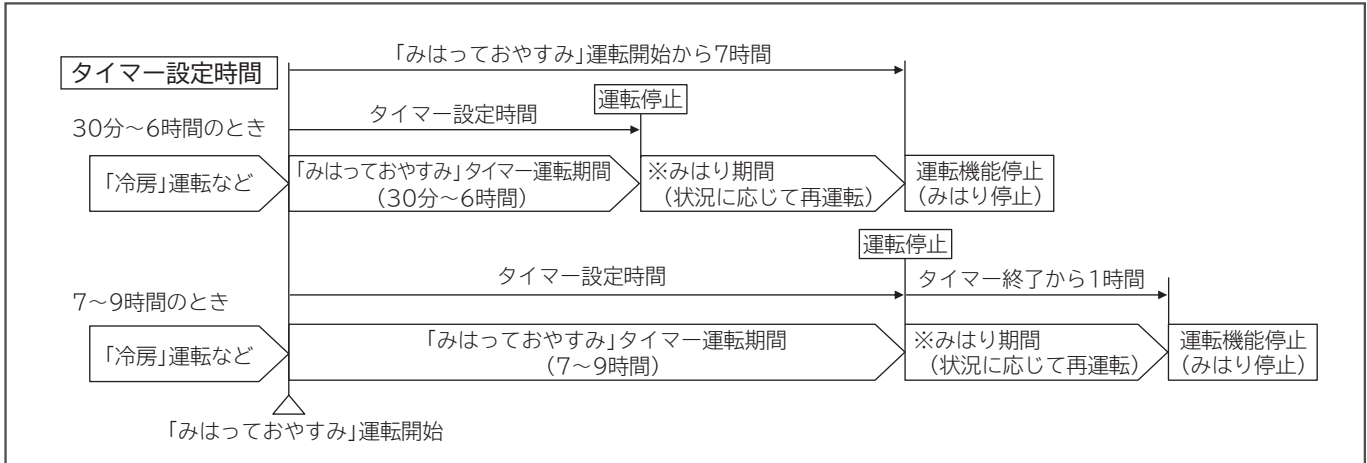 「みはっておやすみ」運転開始から7時間
タイマー設定時間
運転停止
タイマー設定時間
30分～6時間のとき
「冷房」運転など
「みはっておやすみ」タイマー運転期間
(30分～6時間)
※みはり期間
(状況に応じて再運転)
運転機能停止
(みはり停止)
運転停止
タイマー設定時間
タイマー終了から1時間
7～9時間のとき
「冷房」運転など
「みはっておやすみ」タイマー運転期間
(7～9時間)
※みはり期間
(状況に応じて再運転)
運転機能停止
(みはり停止)
「みはっておやすみ」運転開始